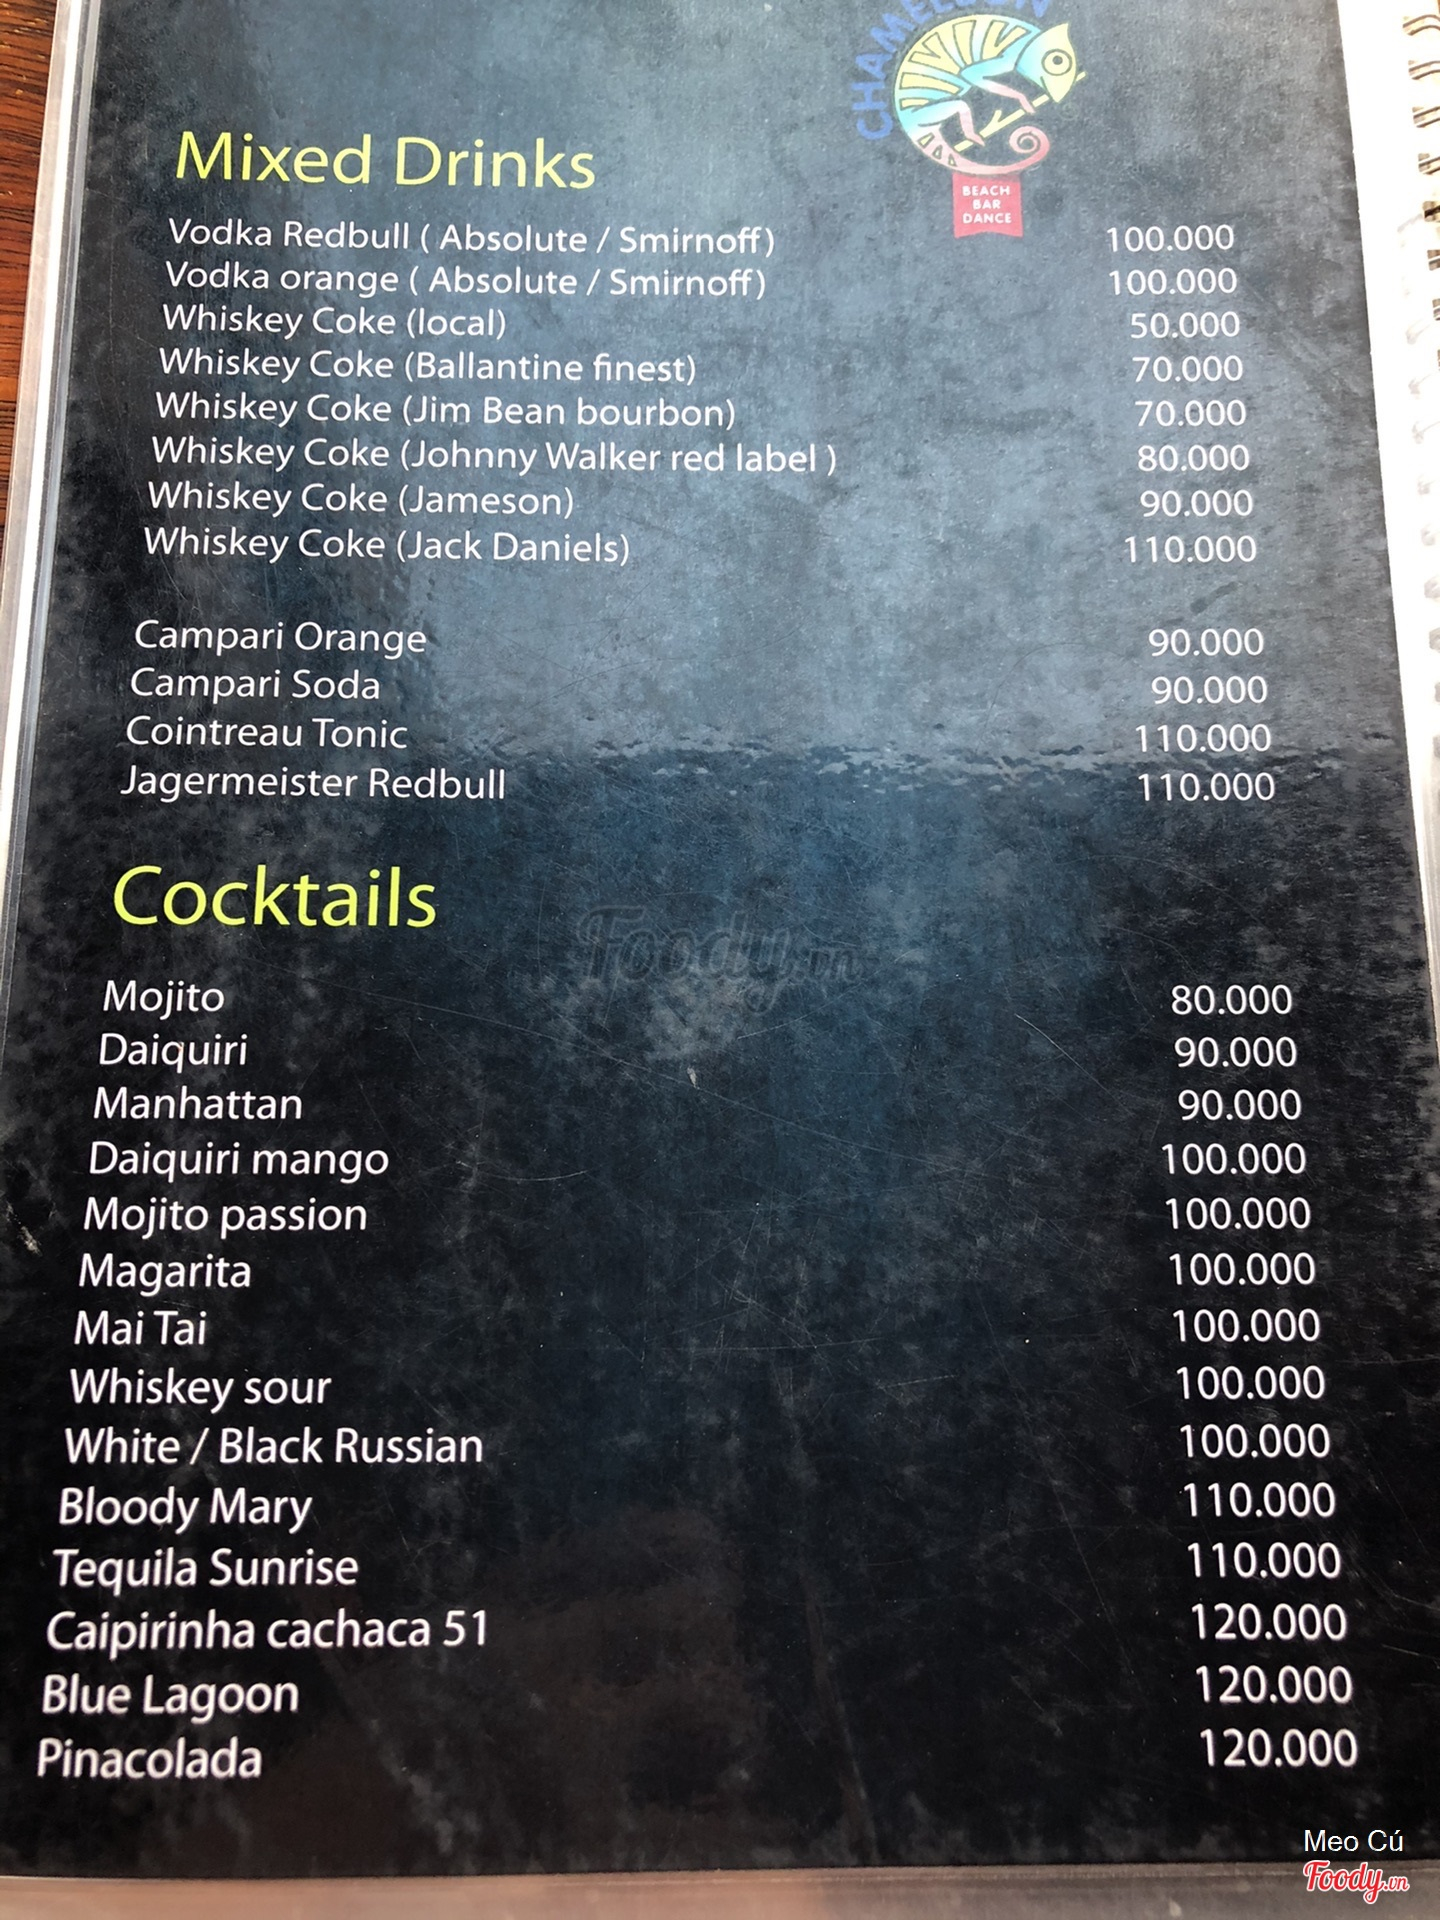 CHAMELEON
BEACH
BAR
DANCE
Mixed Drinks
Vodka Redbull ( Absolute / Smirnoff) 100.000
Vodka orange ( Absolute / Smirnoff) 100.000
Whiskey Coke (local) 50.000
Whiskey Coke (Ballantine finest) 70.000
Whiskey Coke (Jim Bean bourbon) 70.000
Whiskey Coke (Johnny Walker red label ) 80.000
Whiskey Coke (Jameson) 90.000
Whiskey Coke (Jack Daniels) 110.000
Campari Orange 90.000
Campari Soda 90.000
Cointreau Tonic 110.000
Jagermeister Redbull 110.000
Cocktails
Foody.vn
Mojito 80.000
Daiquiri 90.000
Manhattan 90.000
Daiquiri mango 100.000
Mojito passion 100.000
Magarita 100.000
Mai Tai 100.000
Whiskey sour 100.000
White / Black Russian 100.000
Bloody Mary 110.000
Tequila Sunrise 110.000
Caipirinha cachaca 51 120.000
Blue Lagoon 120.000
Pinacolada 120.000
Meo Cú
Foody.vn